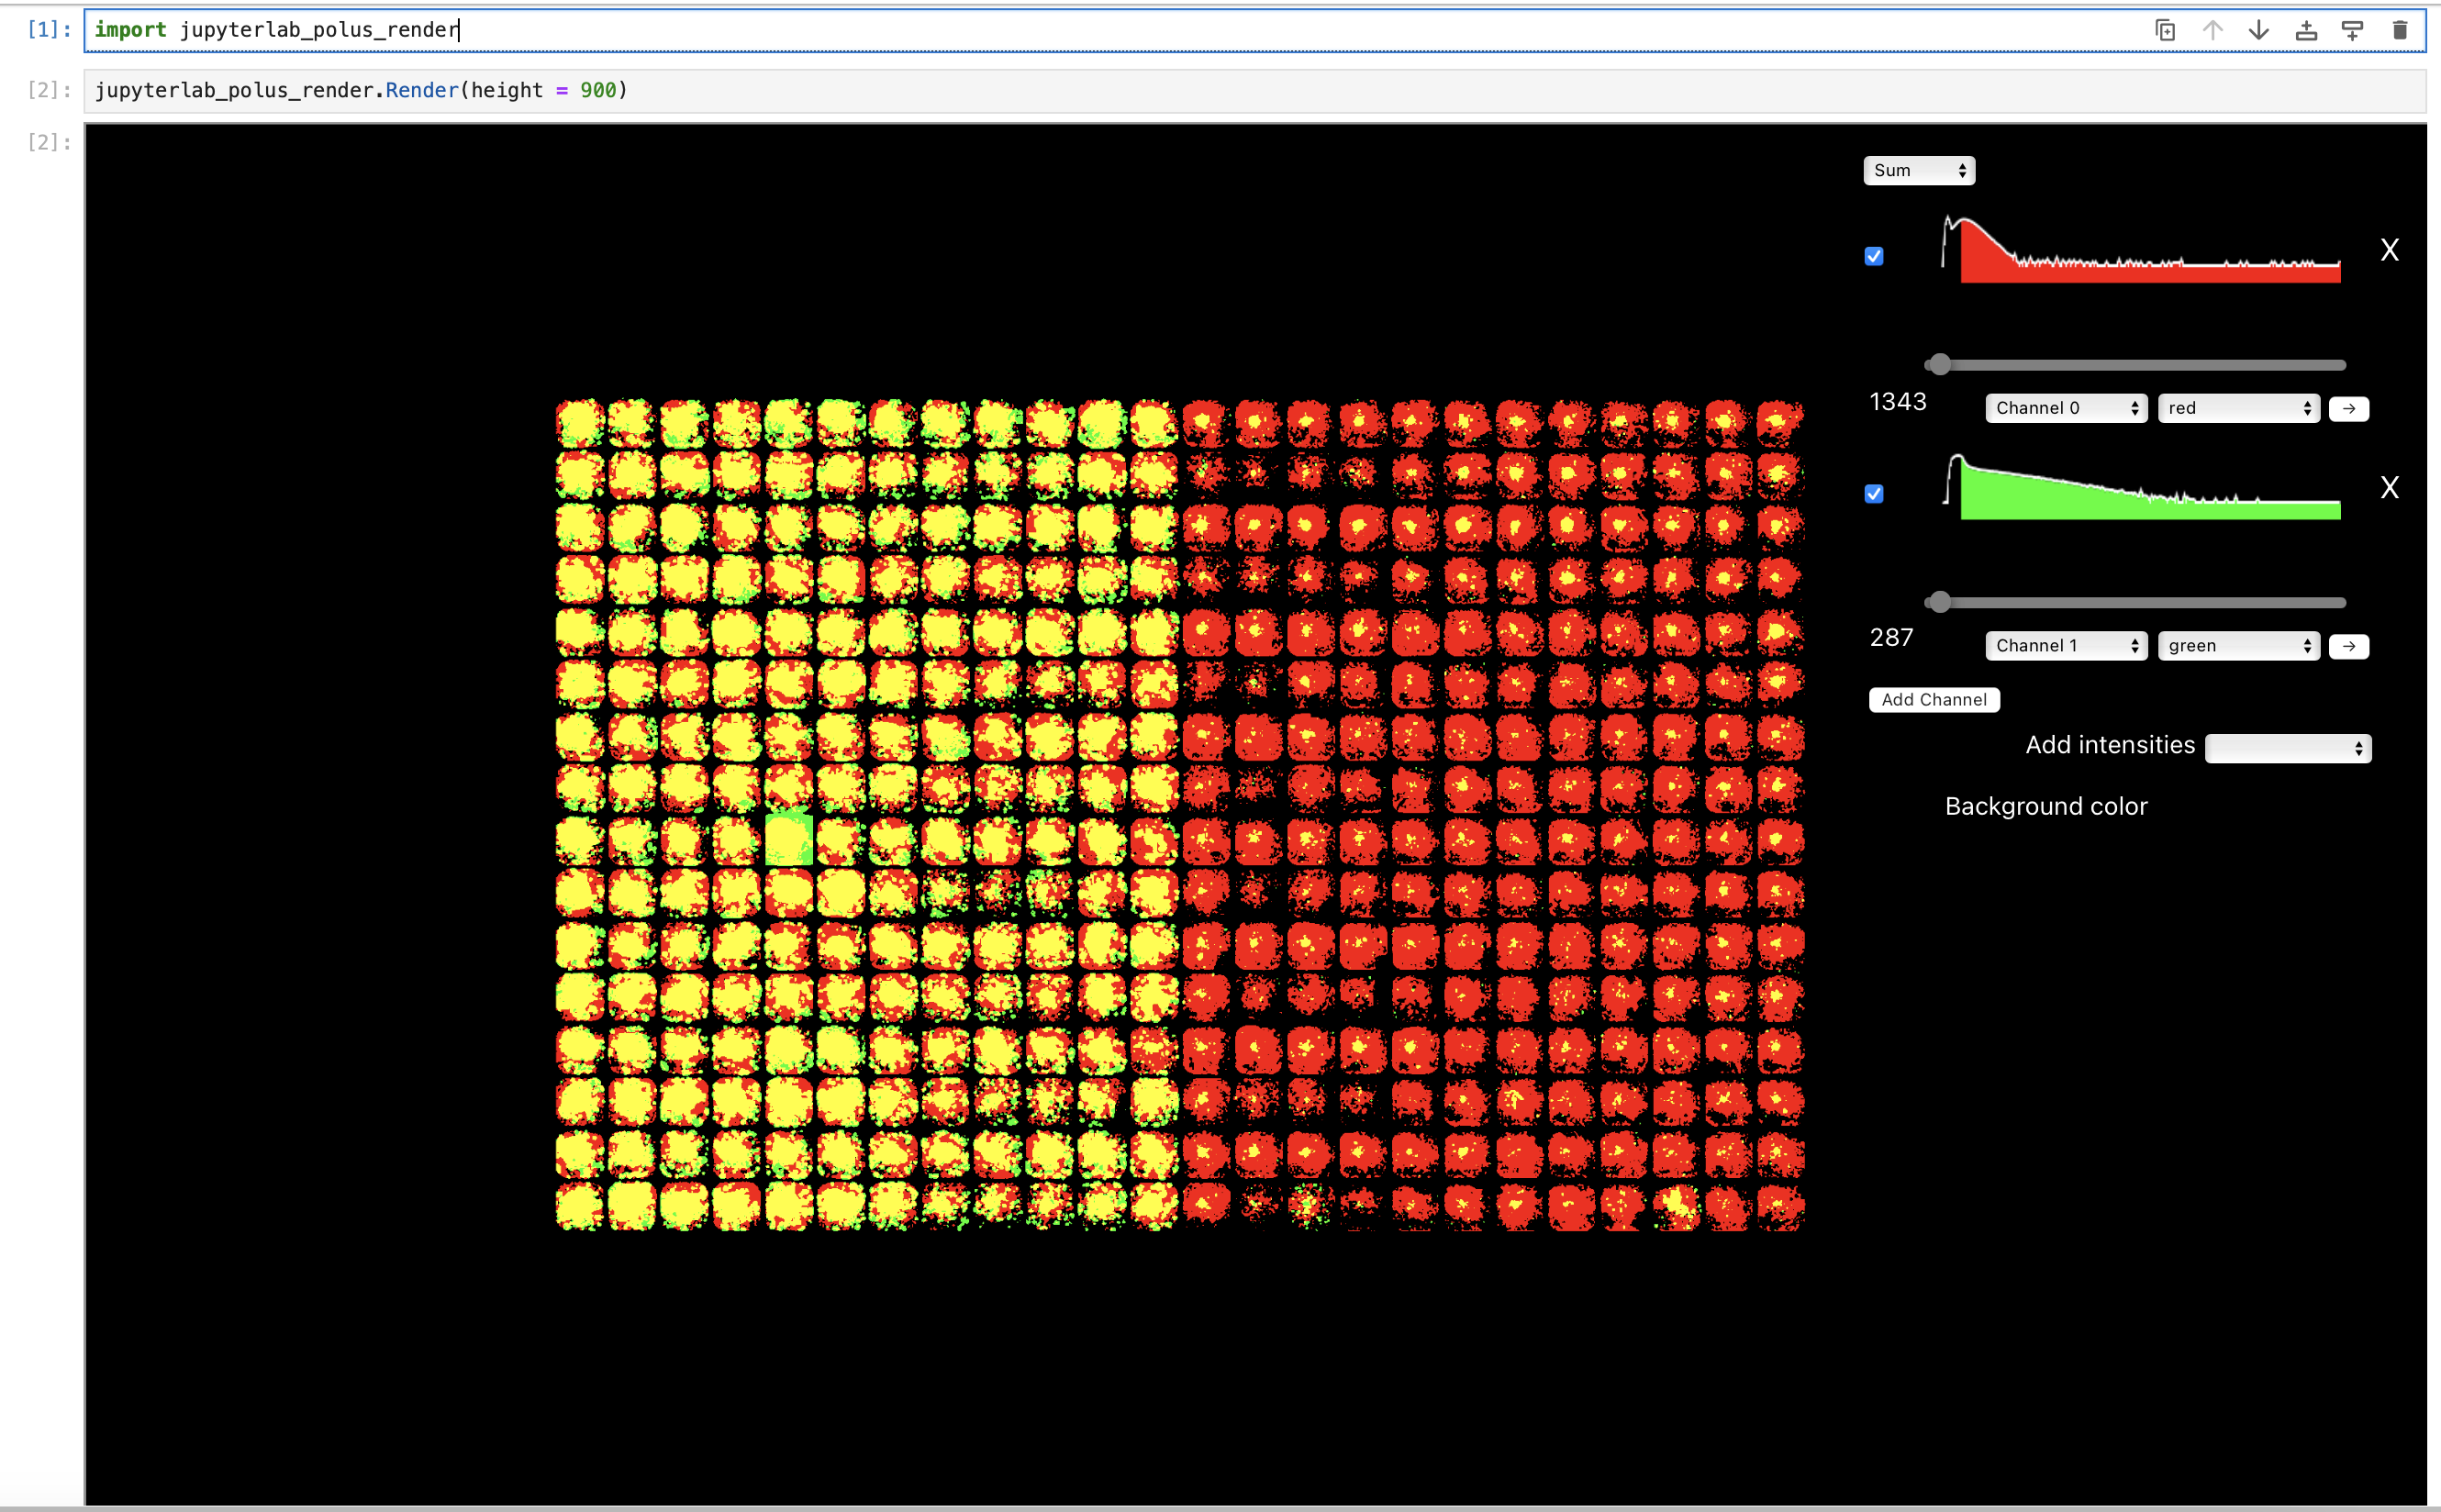 [1]: import jupyterlab_polus_render
[2]: jupyterlab_polus_render.Render(height = 900)
[2]:
Sum
X
1343 Channel 0 red →
X
287 Channel 1 green →
Add Channel
Add intensities
Background color